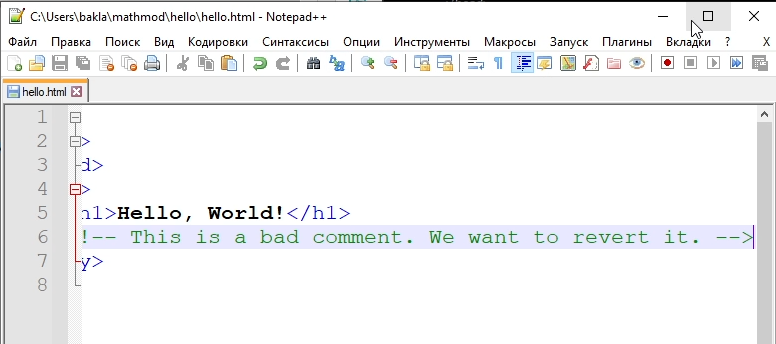 C:\Users\bakla\mathmod\hello\hello.html - Notepad++
Файл Правка Поиск Вид Кодировки Синтаксисы Опции Инструменты Макросы Запуск Плагины Вкладки ? X
hello.html
1
2 >
3 d>
4 >
5 h1>Hello, World!</h1>
6 !-- This is a bad comment. We want to revert it. -->
7 y>
8